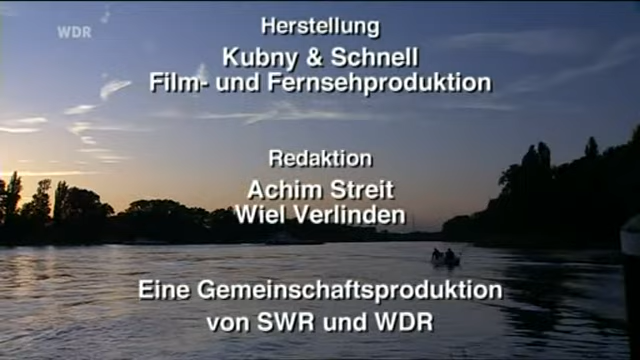 WDR
Herstellung
Kubny & Schnell
Film- und Fernsehproduktion
Redaktion
Achim Streit
Wiel Verlinden
Eine Gemeinschaftsproduktion
von SWR und WDR